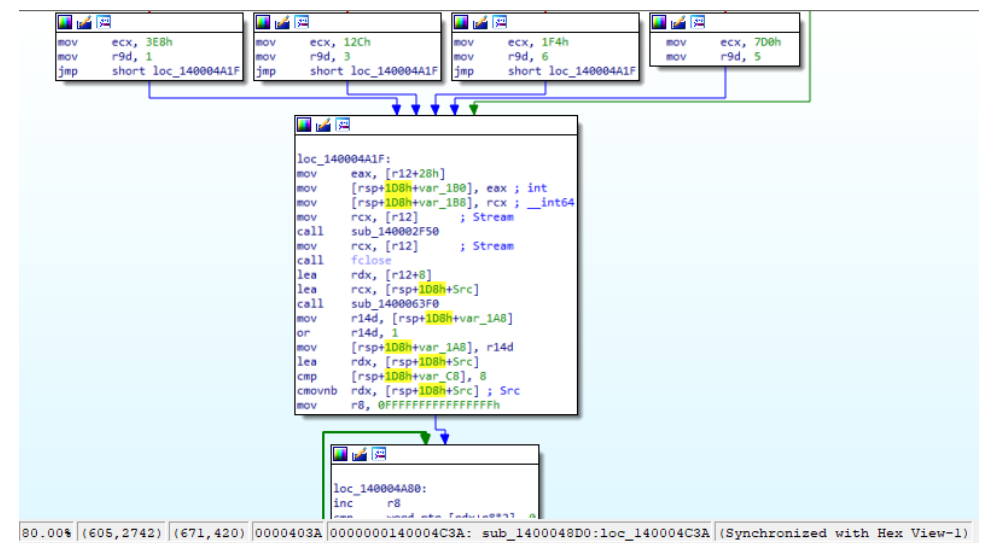 mov ecx, 3E8h
mov r9d, 1
jmp short loc_140004A1F
mov ecx, 12Ch
mov r9d, 3
jmp short loc_140004A1F
mov ecx, 1F4h
mov r9d, 6
jmp short loc_140004A1F
mov ecx, 7D0h
mov r9d, 5
loc_140004A1F:
mov eax, [r12+28h]
mov [rsp+1D8h+var_1B0], eax ; int
mov [rsp+1D8h+var_1B8], rcx ; __int64
mov rcx, [r12] ; Stream
call sub_140002F50
mov rcx, [r12] ; Stream
call fclose
lea rdx, [r12+8]
lea rcx, [rsp+1D8h+Src]
call sub_1400063F0
mov r14d, [rsp+1D8h+var_1A8]
or r14d, 1
mov [rsp+1D8h+var_1A8], r14d
lea rdx, [rsp+1D8h+Src]
cmp [rsp+1D8h+var_C8], 8
cmovnb rdx, [rsp+1D8h+Src] ; Src
mov r8, 0FFFFFFFFFFFFFFFFh
loc_140004A80:
inc r8
80.00% (605,2742) (671,420) 0000403A 0000000140004C3A: sub_1400048D0:loc_140004C3A (Synchronized with Hex View-1)